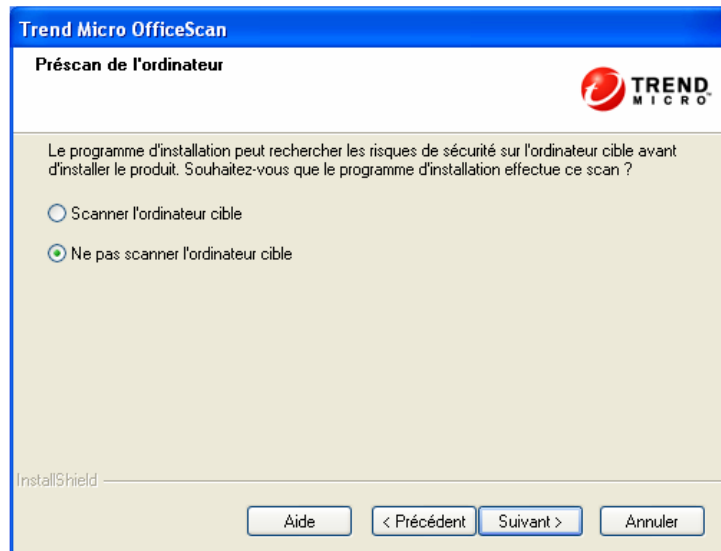 Trend Micro OfficeScan
Préscan de l'ordinateur
TREND
MICRO™
Le programme d'installation peut rechercher les risques de sécurité sur l'ordinateur cible avant
d'installer le produit. Souhaitez-vous que le programme d'installation effectue ce scan ?
Scanner l'ordinateur cible
Ne pas scanner l'ordinateur cible
InstallShield
Aide
< Précédent
Suivant >
Annuler